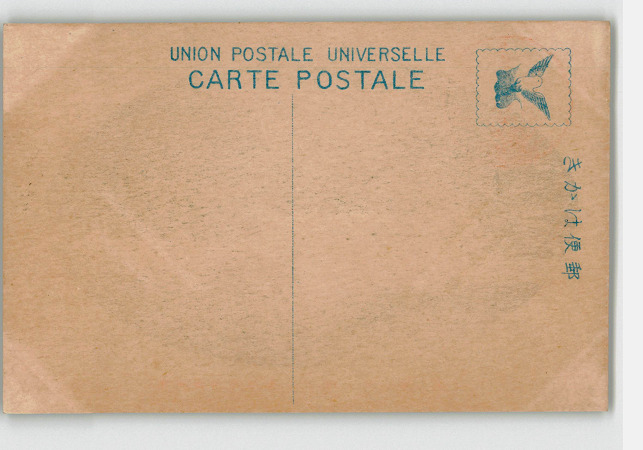 UNION POSTALE UNIVERSELLE
CARTE POSTALE
郵便はかき